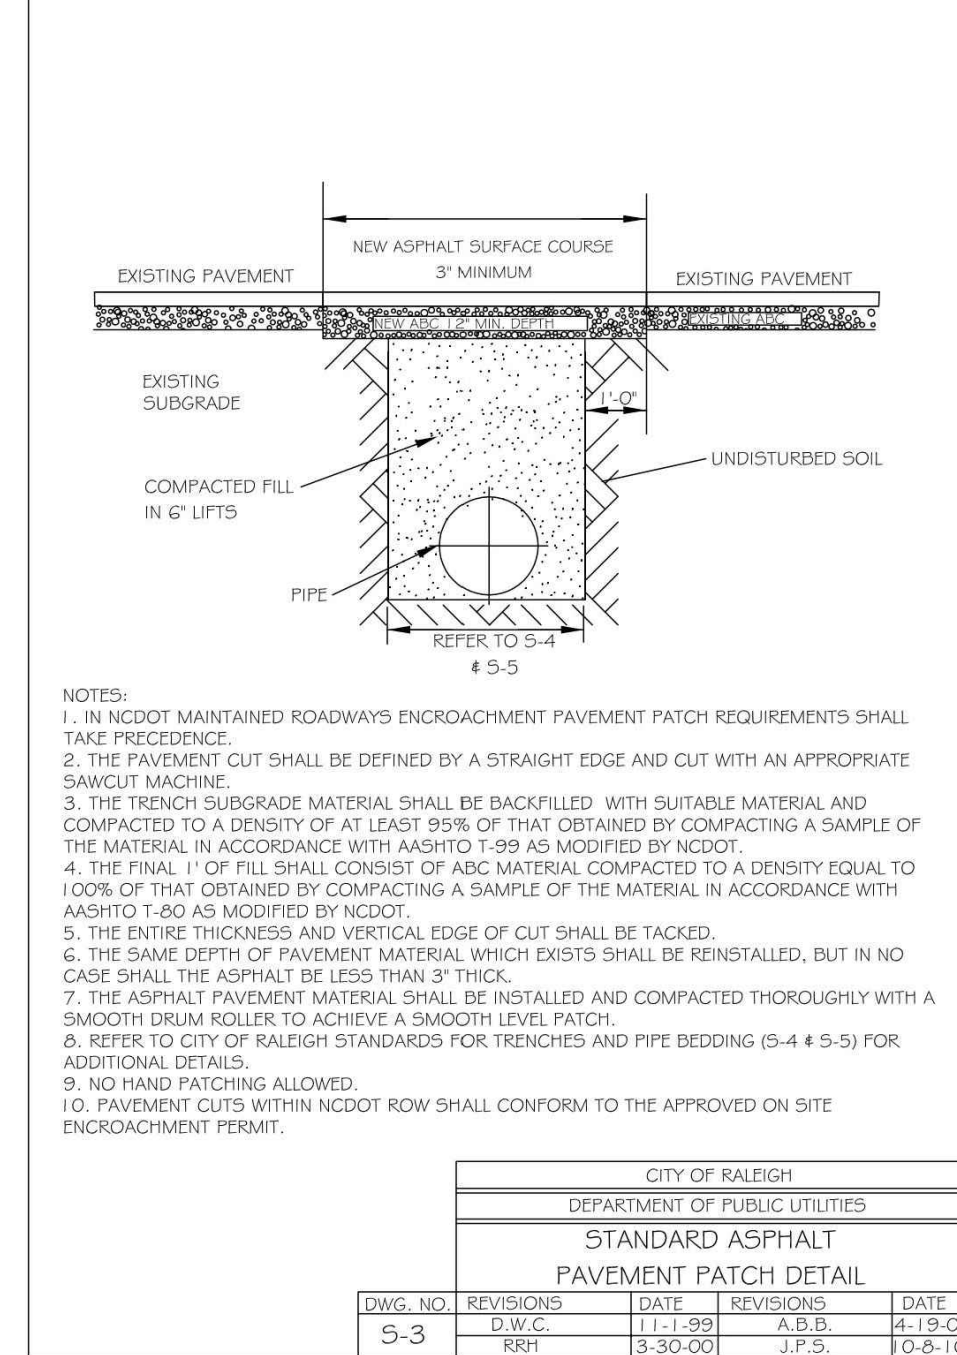 NEW ASPHALT SURFACE COURSE
3" MINIMUM
EXISTING PAVEMENT
EXISTING PAVEMENT
NEW ABC 12" MIN. DEPTH
EXISTING ABC
EXISTING
SUBGRADE
1'-0"
UNDISTURBED SOIL
COMPACTED FILL
IN 6" LIFTS
PIPE
REFER TO S-4
& S-5
NOTES:
1. IN NCDOT MAINTAINED ROADWAYS ENCROACHMENT PAVEMENT PATCH REQUIREMENTS SHALL
TAKE PRECEDENCE.
2. THE PAVEMENT CUT SHALL BE DEFINED BY A STRAIGHT EDGE AND CUT WITH AN APPROPRIATE
SAWCUT MACHINE.
3. THE TRENCH SUBGRADE MATERIAL SHALL BE BACKFILLED WITH SUITABLE MATERIAL AND
COMPACTED TO A DENSITY OF AT LEAST 95% OF THAT OBTAINED BY COMPACTING A SAMPLE OF
THE MATERIAL IN ACCORDANCE WITH AASHTO T-99 AS MODIFIED BY NCDOT.
4. THE FINAL 1' OF FILL SHALL CONSIST OF ABC MATERIAL COMPACTED TO A DENSITY EQUAL TO
100% OF THAT OBTAINED BY COMPACTING A SAMPLE OF THE MATERIAL IN ACCORDANCE WITH
AASHTO T-80 AS MODIFIED BY NCDOT.
5. THE ENTIRE THICKNESS AND VERTICAL EDGE OF CUT SHALL BE TACKED.
6. THE SAME DEPTH OF PAVEMENT MATERIAL WHICH EXISTS SHALL BE REINSTALLED, BUT IN NO
CASE SHALL THE ASPHALT BE LESS THAN 3" THICK.
7. THE ASPHALT PAVEMENT MATERIAL SHALL BE INSTALLED AND COMPACTED THOROUGHLY WITH A
SMOOTH DRUM ROLLER TO ACHIEVE A SMOOTH LEVEL PATCH.
8. REFER TO CITY OF RALEIGH STANDARDS FOR TRENCHES AND PIPE BEDDING (S-4 & S-5) FOR
ADDITIONAL DETAILS.
9. NO HAND PATCHING ALLOWED.
10. PAVEMENT CUTS WITHIN NCDOT ROW SHALL CONFORM TO THE APPROVED ON SITE
ENCROACHMENT PERMIT.
CITY OF RALEIGH
DEPARTMENT OF PUBLIC UTILITIES
STANDARD ASPHALT
PAVEMENT PATCH DETAIL
DWG. NO. REVISIONS DATE REVISIONS DATE
S-3 D.W.C. 11-1-99 A.B.B.
RRH 3-30-00 J.P.S.